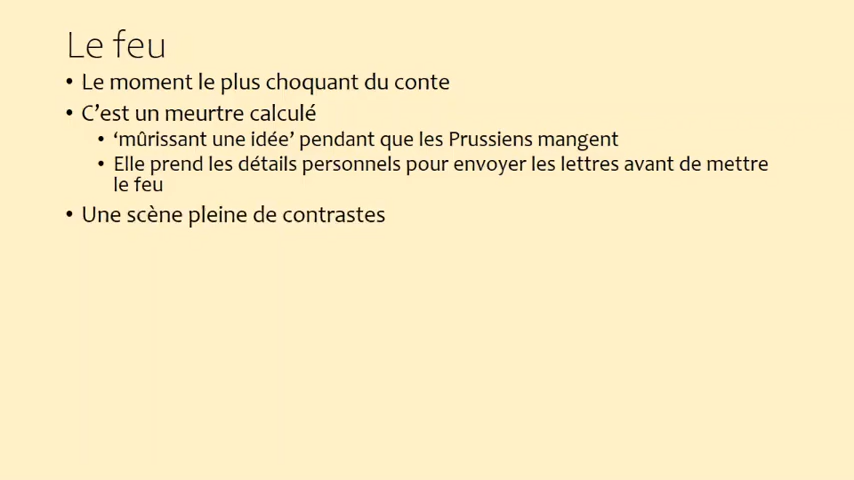 Le feu
• Le moment le plus choquant du conte
• C’est un meurtre calculé
• ‘mûrissant une idée’ pendant que les Prussiens mangent
• Elle prend les détails personnels pour envoyer les lettres avant de mettre
le feu
• Une scène pleine de contrastes